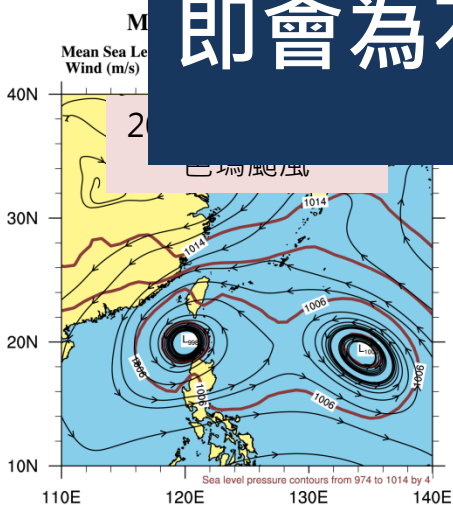 即會為
M
Mean Sea Le
Wind (m/s)
40N
20
芭瑪颱風
1014
30N
1014
1006
20N
1006
1006
1006
1006
10N
Sea level pressure contours from 974 to 1014 by 4
110E 120E 130E 140E